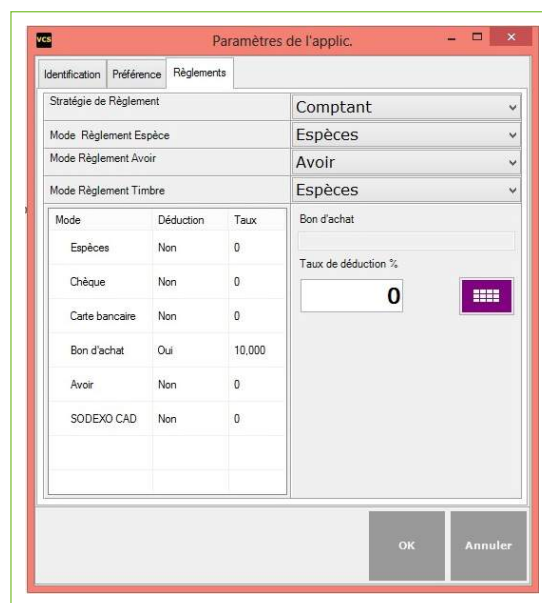 VCS
Paramètres de l'applic.
Identification Préférence Règlements
Stratégie de Règlement Comptant
Mode Règlement Espèce Espèces
Mode Règlement Avoir Avoir
Mode Règlement Timbre Espèces
Mode Déduction Taux Bon d'achat
Espèces Non 0
Taux de déduction %
Chèque Non 0
0
Carte bancaire Non 0
Bon d'achat Oui 10,000
Avoir Non 0
SODEXO CAD Non 0
OK Annuler